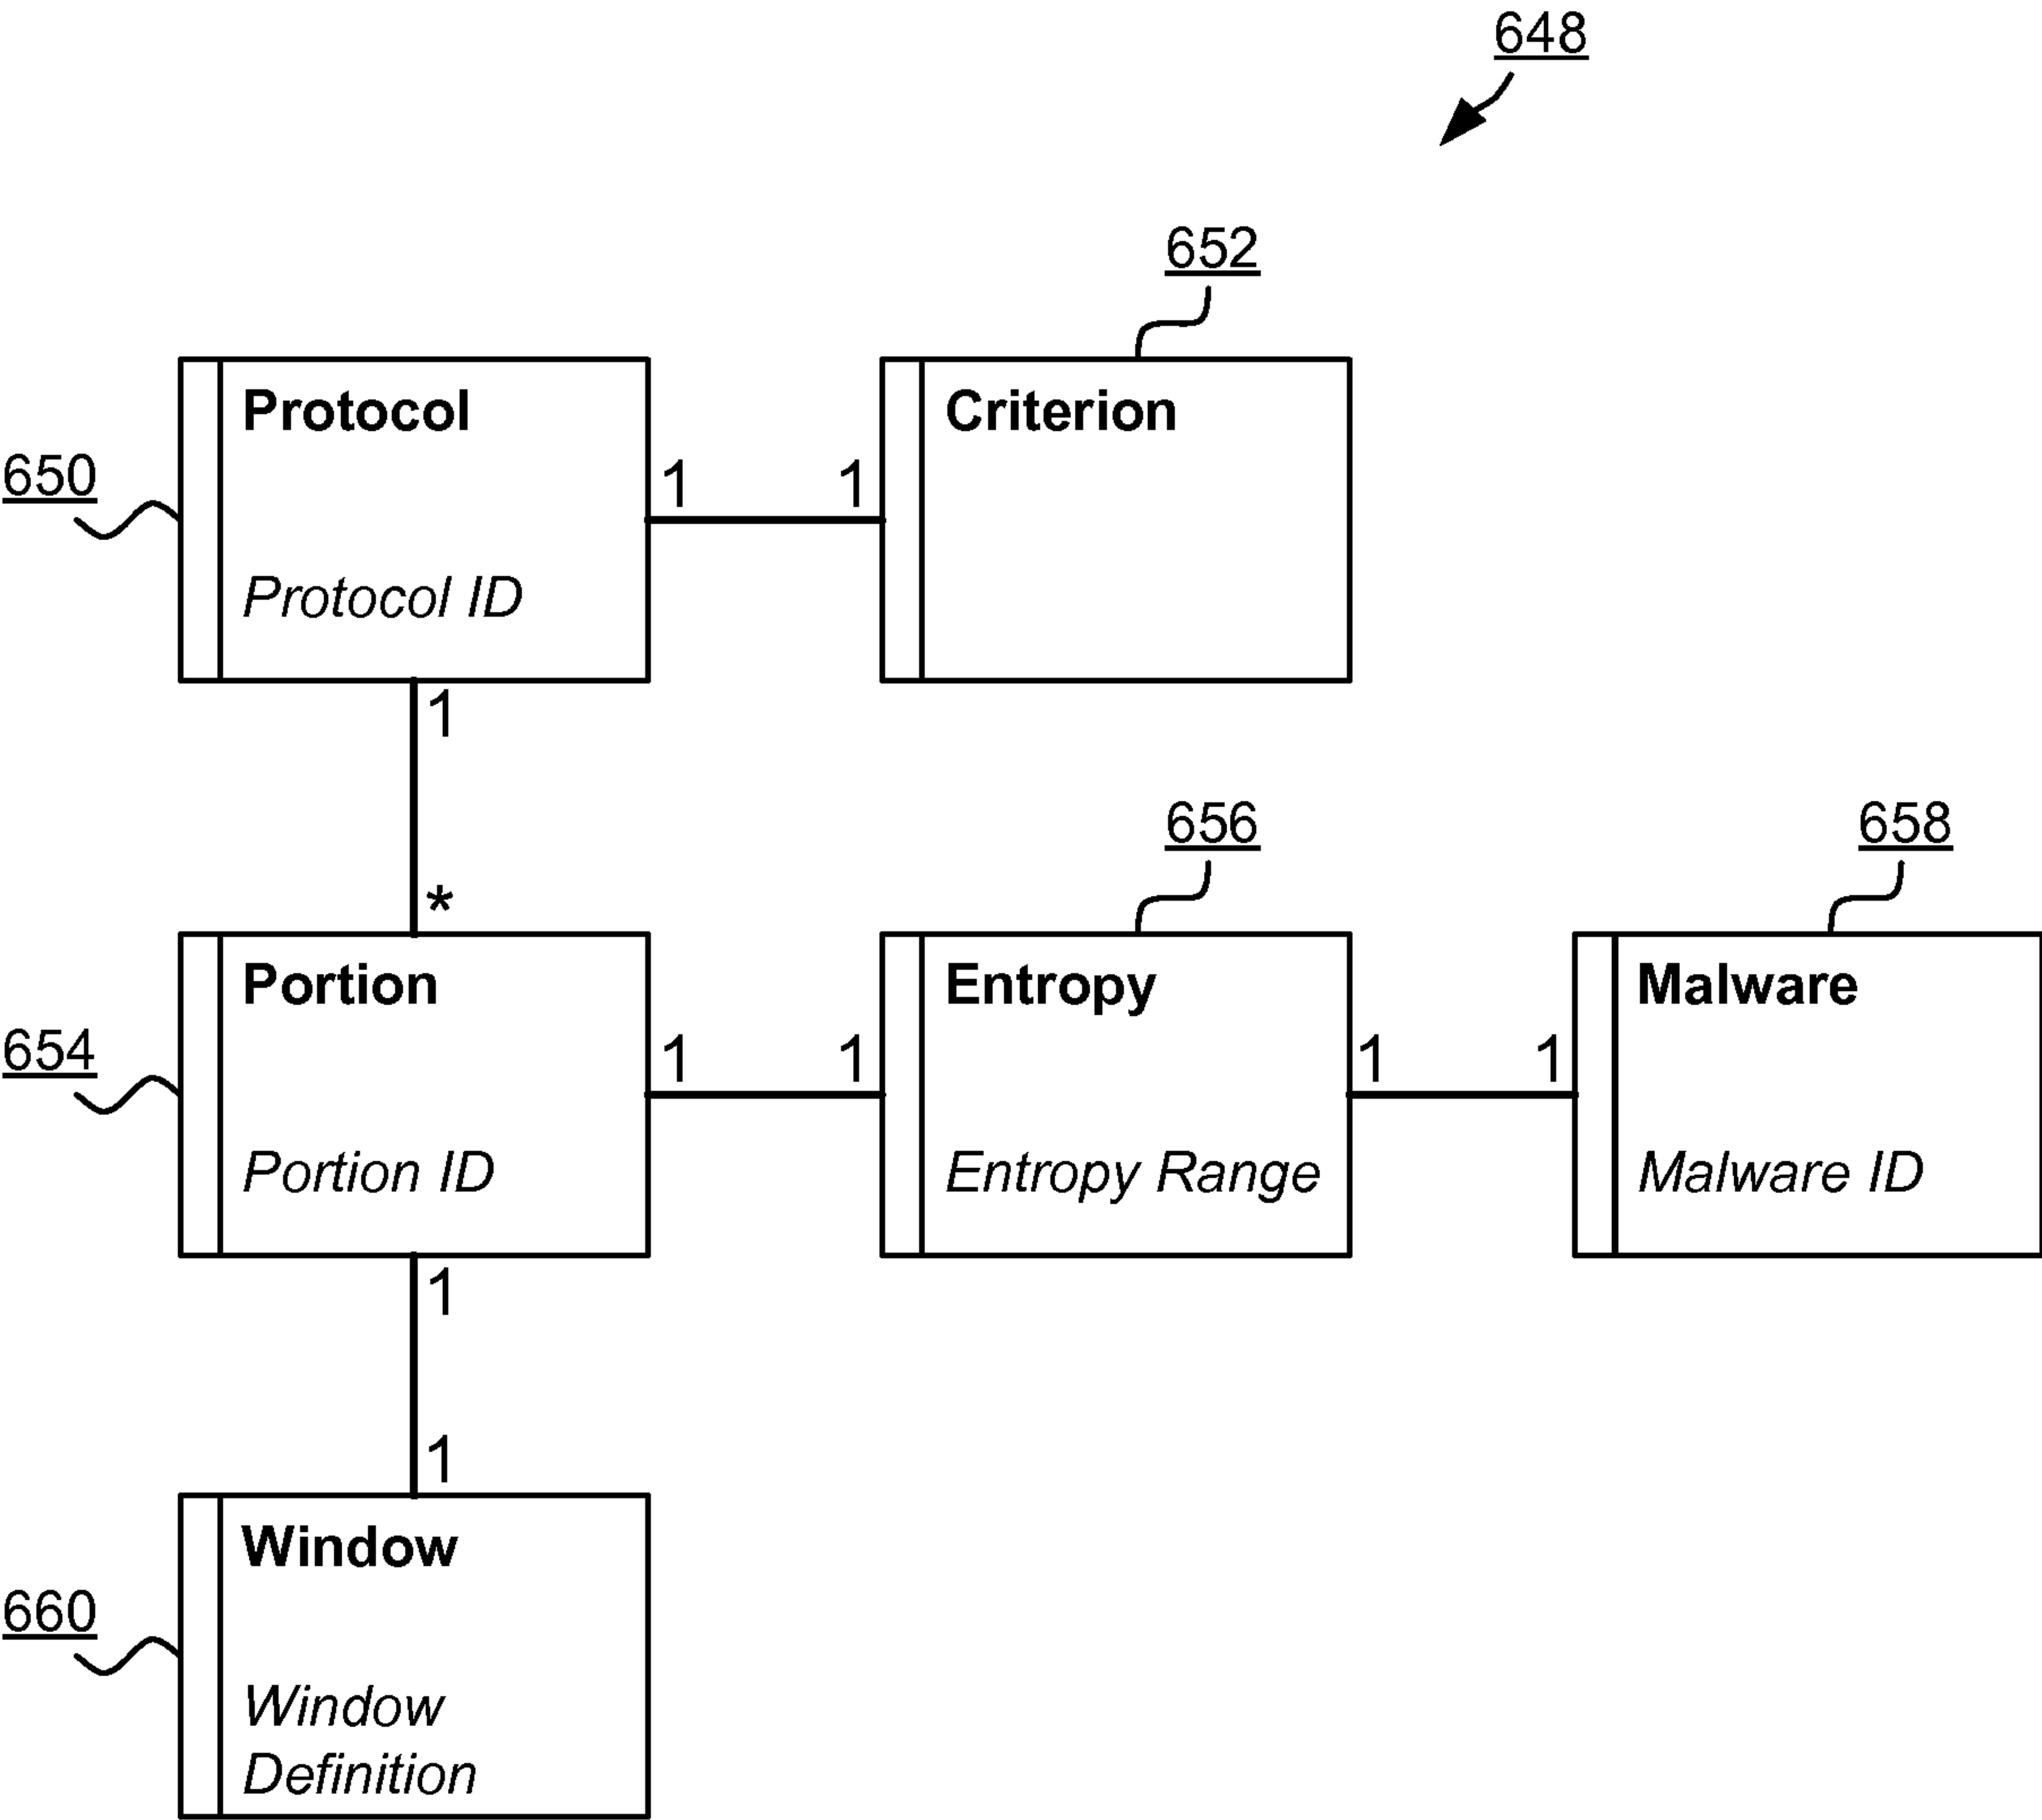 648
652
Protocol
Criterion
650
1
1
Protocol ID
1
656
658
*
Portion
Entropy
Malware
654
1
1
1
1
Portion ID
Entropy Range
Malware ID
1
1
Window
660
Window
Definition